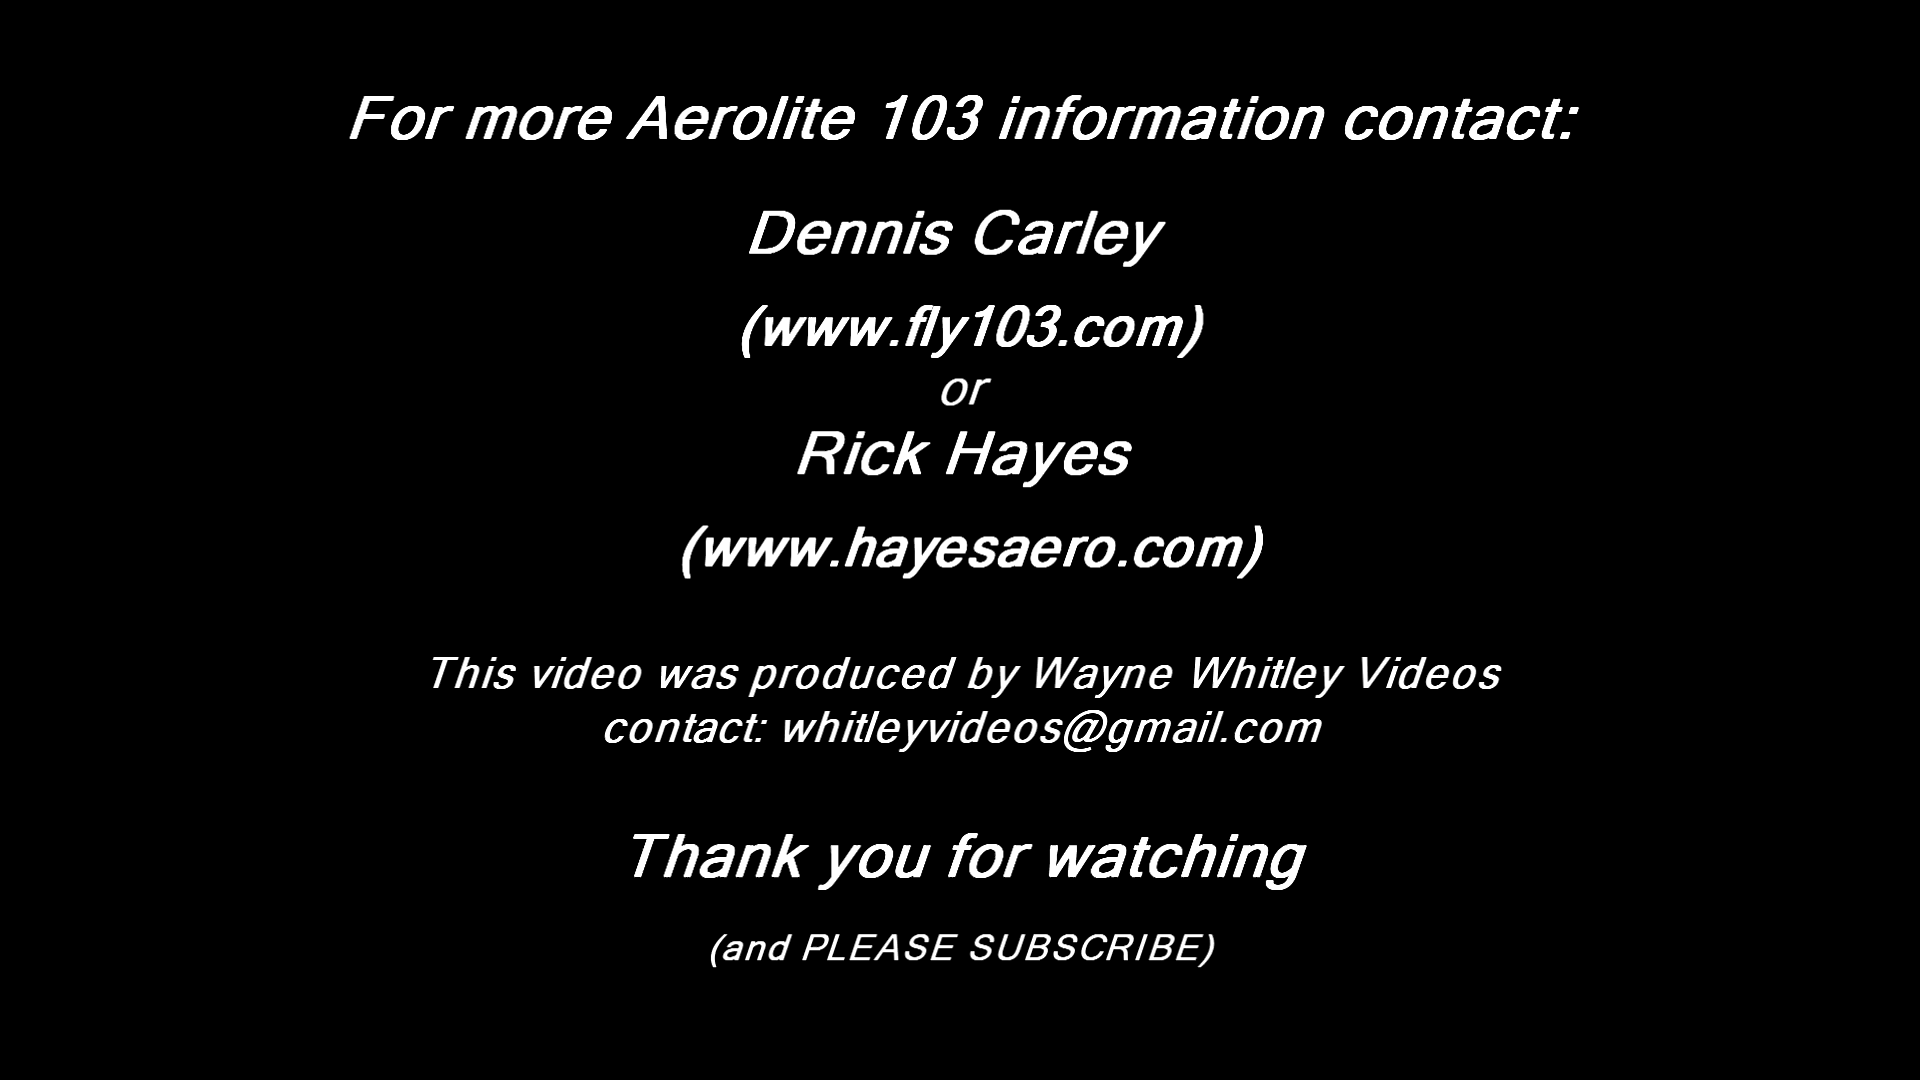 For more Aerolite 103 information contact:
Dennis Carley
(www.fly103.com)
or
Rick Hayes
(www.hayesaero.com)
This video was produced by Wayne Whitley Videos
contact: whitleyvideos@gmail.com
Thank you for watching
(and PLEASE SUBSCRIBE)